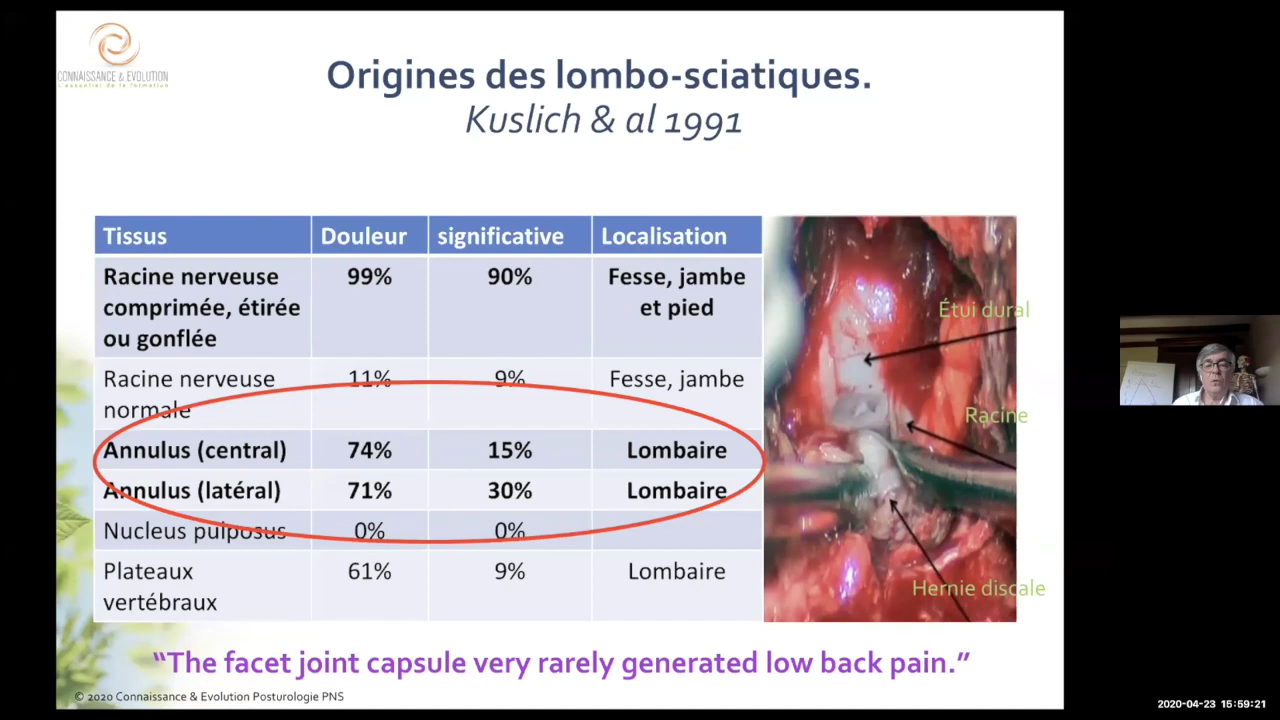 CONNAISSANCE & EVOLUTION
L'essentiel de la formation
Origines des lombo-sciatiques.
Kuslich & al 1991
Tissus Douleur significative Localisation
Racine nerveuse 99% 90% Fesse, jambe
comprimée, étirée et pied
ou gonflée
Racine nerveuse 11% 9% Fesse, jambe
normale
Annulus (central) 74% 15% Lombaire
Annulus (latéral) 71% 30% Lombaire
Nucleus pulposus 0% 0%
Plateaux 61% 9% Lombaire
vertébraux
Étui dural
Racine
Hernie discale
“The facet joint capsule very rarely generated low back pain.”
© 2020 Connaissance & Evolution Posturologie PNS
2020-04-23 15:59:21